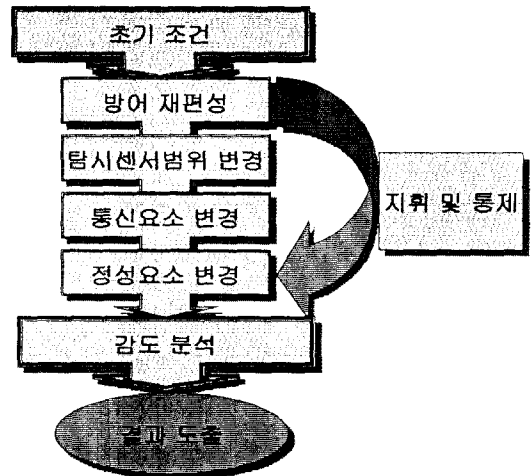 초기 조건
방어 재편성
탐시센서범위 변경
통신요소 변경
정성요소 변경
지휘 및 통제
감도 분석
결과 도출